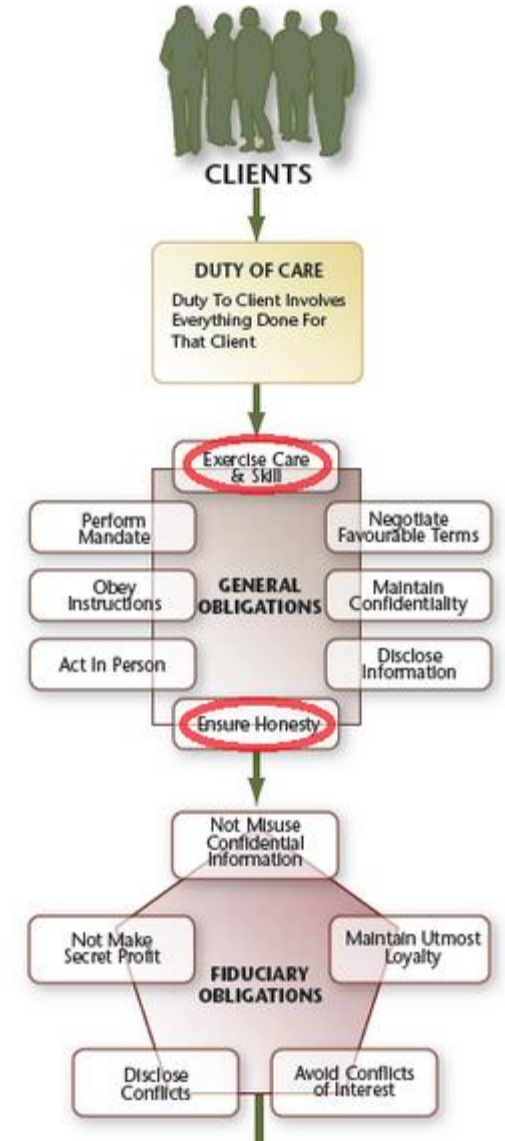 CLIENTS
DUTY OF CARE
Duty To Client Involves
Everything Done For
That Client
Exercise Care
& Skill
Perform
Mandate
Negotiate
Favourable Terms
Obey
Instructions
GENERAL
OBLIGATIONS
Maintain
Confidentiality
Act In Person
Disclose
Information
Ensure Honesty
Not Misuse
Confidential
Information
Not Make
Secret Profit
Maintain Utmost
Loyalty
FIDUCIARY
OBLIGATIONS
Disclose
Conflicts
Avoid Conflicts
of Interest